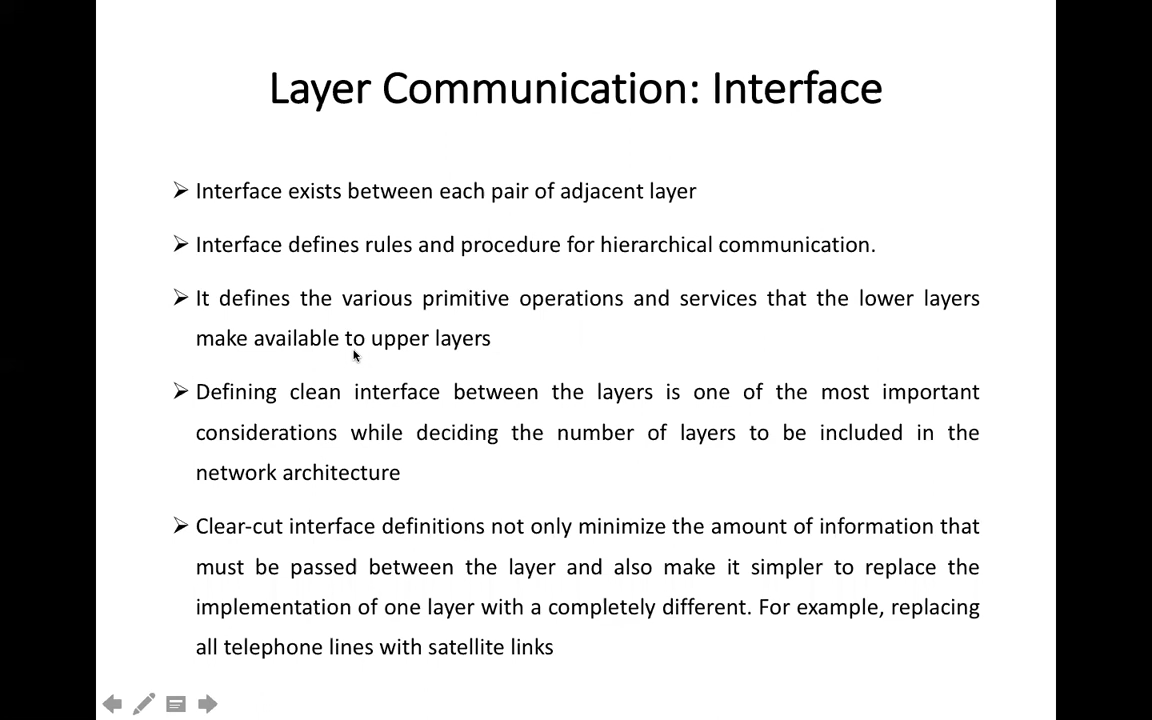 Layer Communication: Interface
➢ Interface exists between each pair of adjacent layer
➢ Interface defines rules and procedure for hierarchical communication.
➢ It defines the various primitive operations and services that the lower layers
make available to upper layers
➢ Defining clean interface between the layers is one of the most important
considerations while deciding the number of layers to be included in the
network architecture
➢ Clear-cut interface definitions not only minimize the amount of information that
must be passed between the layer and also make it simpler to replace the
implementation of one layer with a completely different. For example, replacing
all telephone lines with satellite links